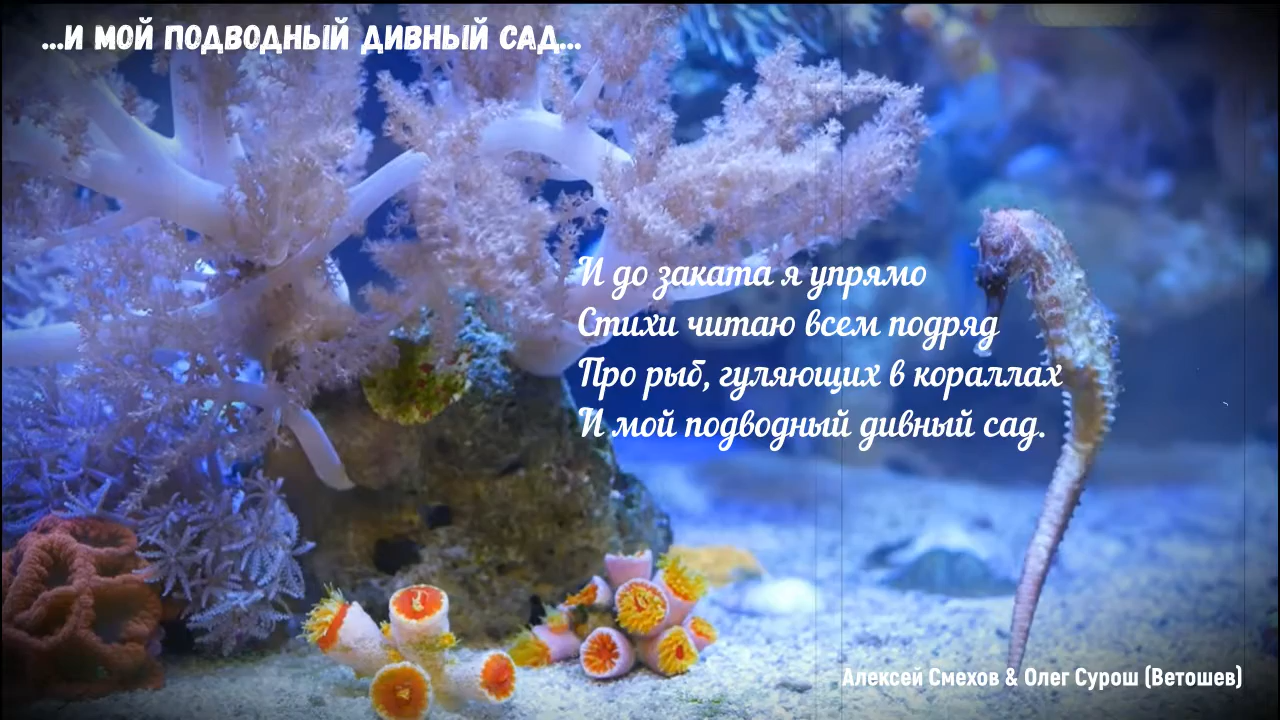 ...И МОЙ ПОДВОДНЫЙ ДИВНЫЙ САД...
И до заката я упрямо
Стихи читаю всем подряд
Про рыб, гуляющих в кораллах
И мой подводный дивный сад.
Алексей Смехов & Олег Сурош (Ветошев)